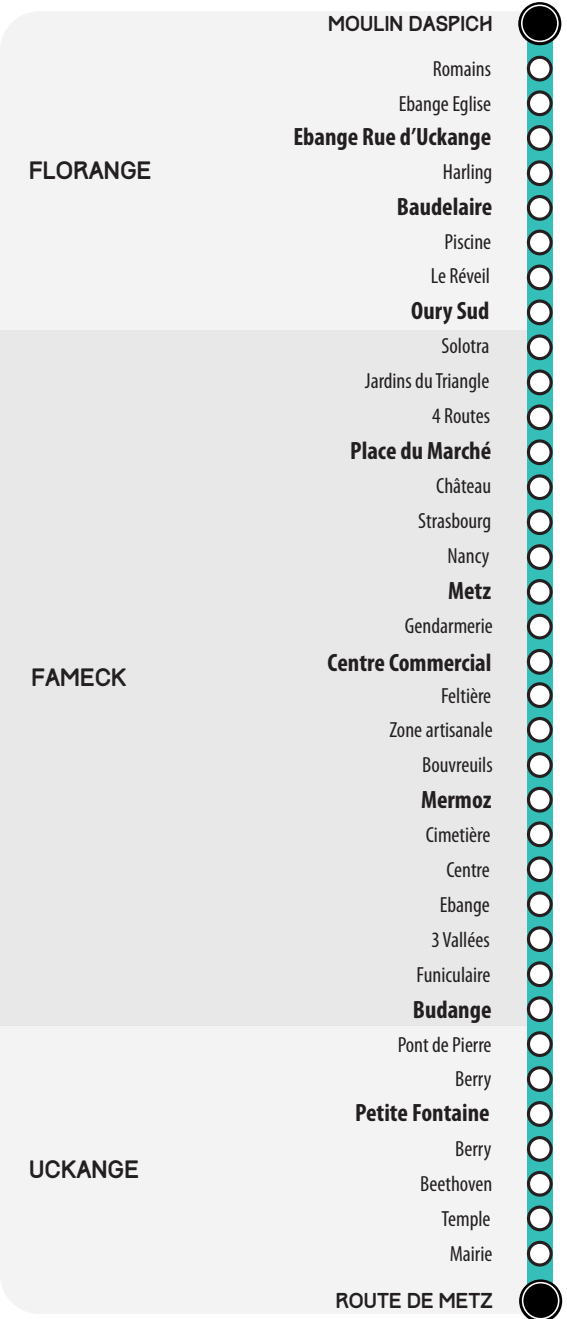 MOULIN DASPICH
Romains
Ebange Eglise
Ebange Rue d'Uckange
FLORANGE
Harling
Baudelaire
Piscine
Le Réveil
Oury Sud
Solotra
Jardins du Triangle
4 Routes
Place du Marché
Château
Strasbourg
Nancy
Metz
Gendarmerie
Centre Commercial
FAMECK
Feltière
Zone artisanale
Bouvreuils
Mermoz
Cimetière
Centre
Ebange
3 Vallées
Funiculaire
Budange
Pont de Pierre
Berry
Petite Fontaine
Berry
UCKANGE
Beethoven
Temple
Mairie
ROUTE DE METZ